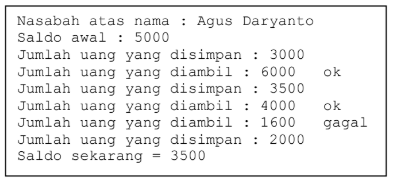 Nasabah atas nama : Agus Daryanto
Saldo awal : 5000
Jumlah uang yang disimpan : 3000
Jumlah uang yang diambil : 6000 ok
Jumlah uang yang disimpan : 3500
Jumlah uang yang diambil : 4000 ok
Jumlah uang yang diambil : 1600 gagal
Jumlah uang yang disimpan : 2000
Saldo sekarang = 3500